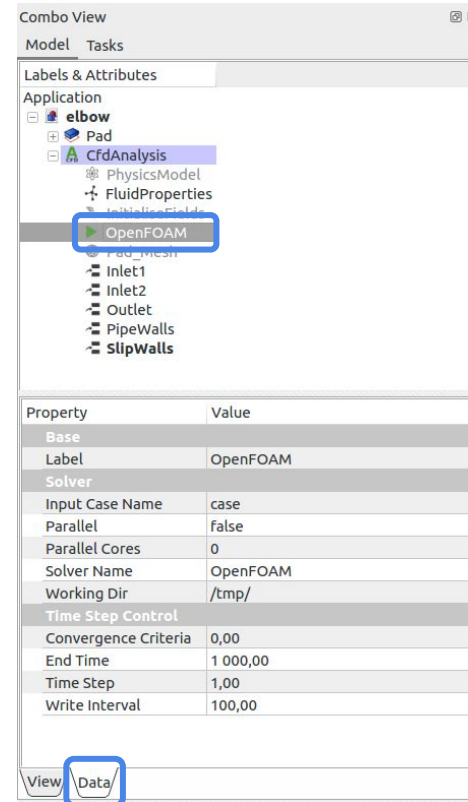 Combo View
Model Tasks
Labels & Attributes
Application
elbow
Pad
CfdAnalysis
PhysicsModel
FluidProperties
InitialiseFields
OpenFOAM
Pad_Mesh
Inlet1
Inlet2
Outlet
PipeWalls
SlipWalls
Property Value
Base
Label OpenFOAM
Solver
Input Case Name case
Parallel false
Parallel Cores 0
Solver Name OpenFOAM
Working Dir /tmp/
Time Step Control
Convergence Criteria 0,00
End Time 1 000,00
Time Step 1,00
Write Interval 100,00
View Data